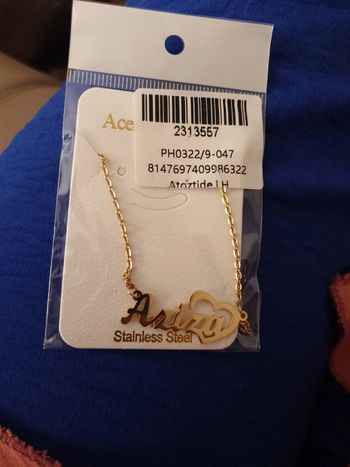 Ace
2313557
PH0322/9-047
8147697409986322
Atoztide LH
Aziza
Stainless Steel